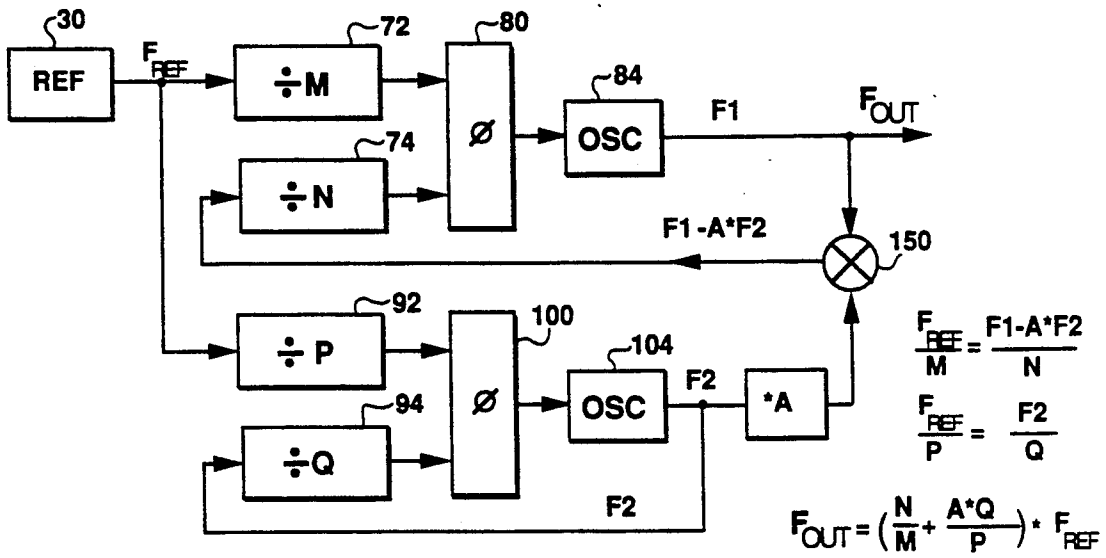 30
REF
F_REF
72
÷M
74
÷N
80
Ø
84
OSC
F1
F_OUT
F1-A*F2
150
92
÷P
94
÷Q
100
Ø
104
OSC
F2
*A
F2
F_REF/M = F1-A*F2/N
F_REF/P = F2/Q
F_OUT = (N/M + A*Q/P) * F_REF